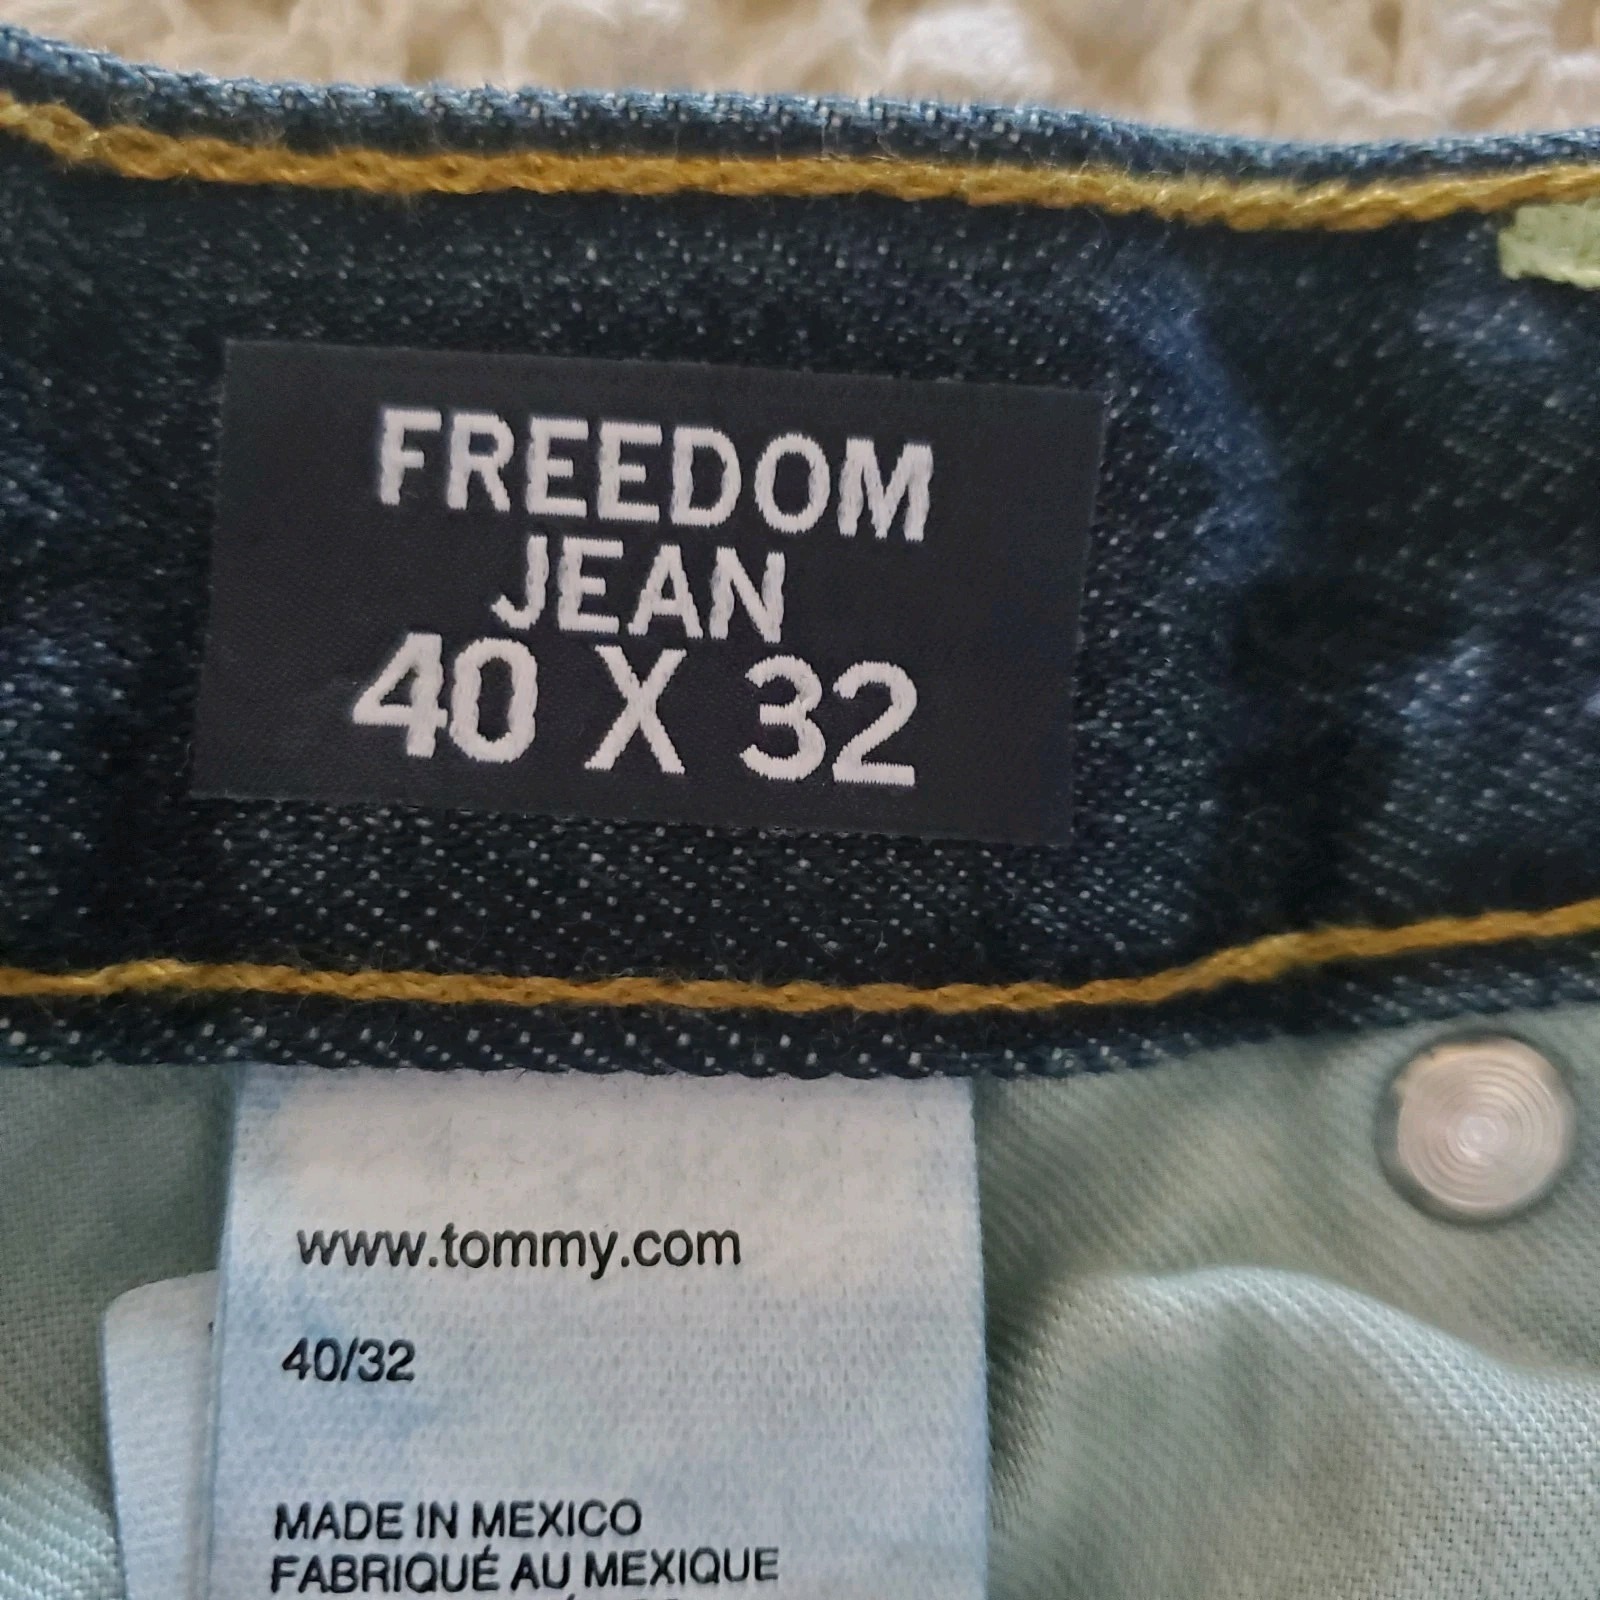 FREEDOM
JEAN
40 X 32
www.tommy.com
40/32
MADE IN MEXICO
FABRIQUÉ AU MEXIQUE